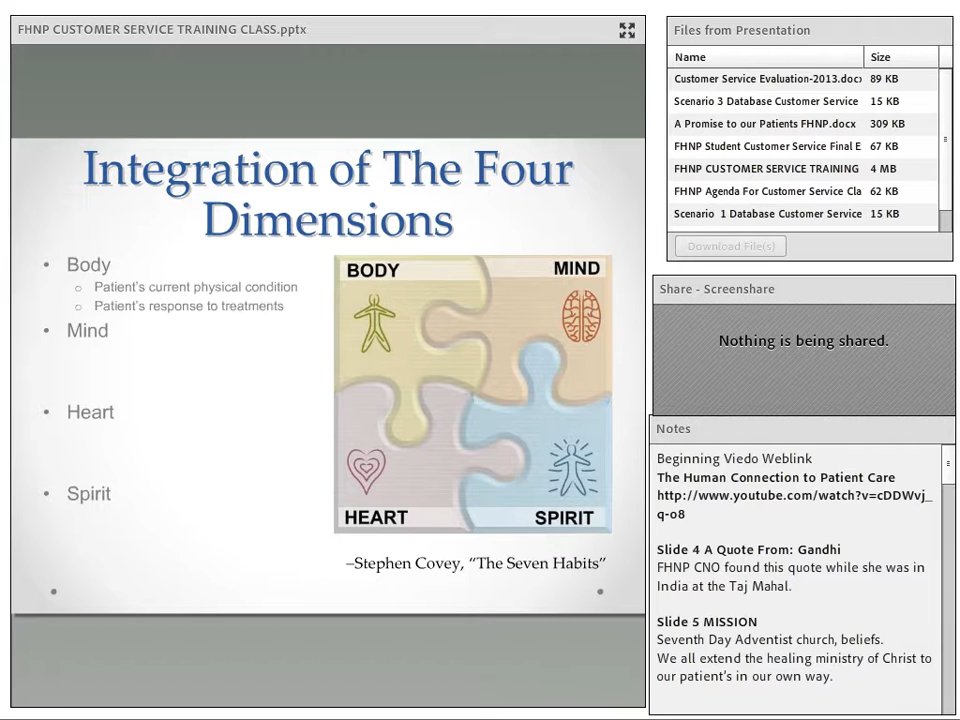 FHNP CUSTOMER SERVICE TRAINING CLASS.pptx
Integration of The Four
Dimensions
• Body
○ Patient's current physical condition
○ Patient's response to treatments
• Mind
• Heart
• Spirit
BODY
MIND
HEART
SPIRIT
–Stephen Covey, "The Seven Habits"
Files from Presentation
Name Size
Customer Service Evaluation-2013.docx 89 KB
Scenario 3 Database Customer Service 15 KB
A Promise to our Patients FHNP.docx 309 KB
FHNP Student Customer Service Final E 67 KB
FHNP CUSTOMER SERVICE TRAINING 4 MB
FHNP Agenda For Customer Service Cla 62 KB
Scenario 1 Database Customer Service 15 KB
Download File(s)
Share - Screenshare
Nothing is being shared.
Notes
Beginning Viedo Weblink
The Human Connection to Patient Care
http://www.youtube.com/watch?v=cDDWvj_
q-o8
Slide 4 A Quote From: Gandhi
FHNP CNO found this quote while she was in
India at the Taj Mahal.
Slide 5 MISSION
Seventh Day Adventist church, beliefs.
We all extend the healing ministry of Christ to
our patient's in our own way.